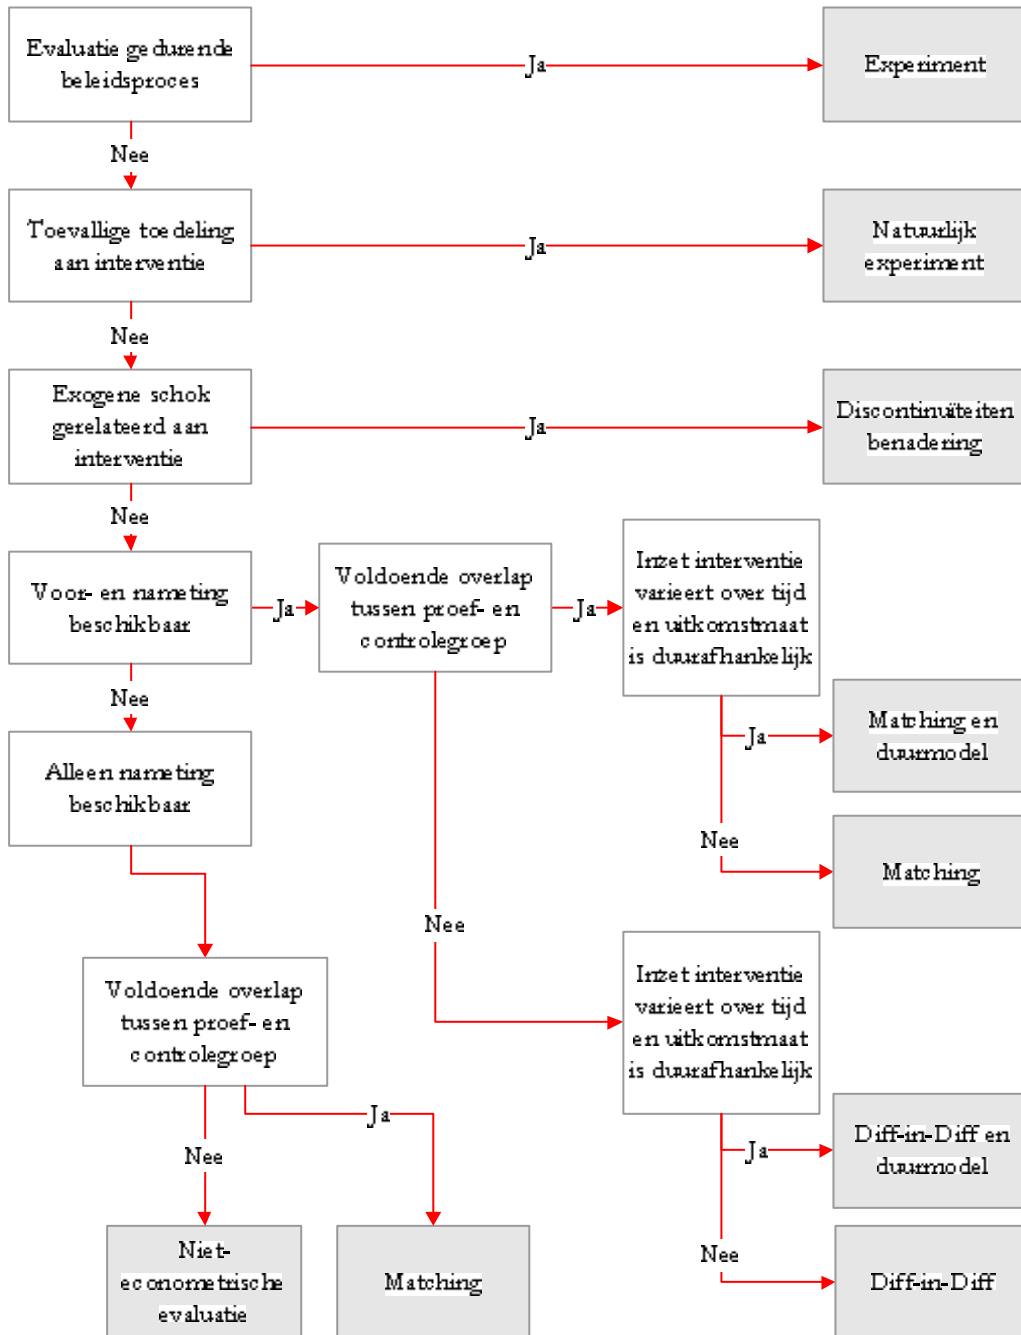 Evaluatie gedurende
beleidsproces
Ja
Experiment
Nee
Toevallige toedeling
aan interventie
Ja
Natuurlijk
experiment
Nee
Exogene schok
gerelateerd aan
interventie
Ja
Discontinuïteiten
benadering
Nee
Voor- en nameting
beschikbaar
Ja
Voldoende overlap
tussen proef- en
controlegroep
Ja
Inzet interventie
varieert over tijd
en uitkomstmaat
is duurafhankelijk
Nee
Ja
Matching en
duurmodel
Alleen nameting
beschikbaar
Nee
Matching
Nee
Voldoende overlap
tussen proef- en
controlegroep
Inzet interventie
varieert over tijd
en uitkomstmaat
is duurafhankelijk
Ja
Nee
Ja
Diff-in-Diff en
duurmodel
Niet-
econometrische
evaluatie
Matching
Nee
Diff-in-Diff